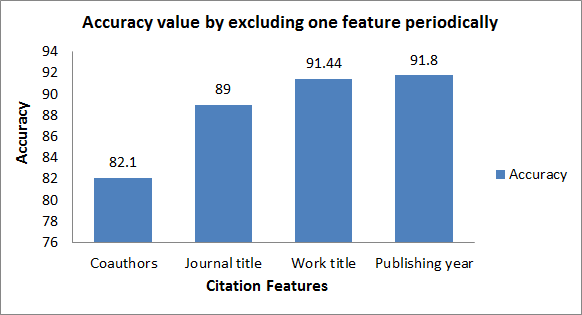 Accuracy value by excluding one feature periodically
94
92
90
88
86
84
82
80
78
76
Accuracy
82.1
89
91.44
91.8
Coauthors
Journal title
Work title
Publishing year
Citation Features
Accuracy